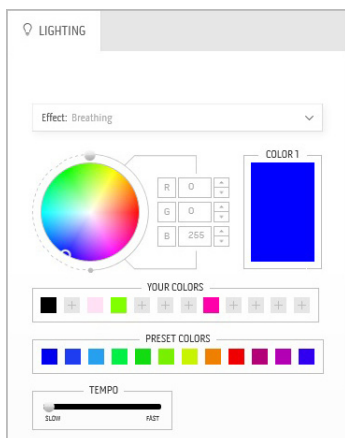 LIGHTING
Effect: Breathing
COLOR 1
R 0
G 0
B 255
YOUR COLORS
PRESET COLORS
TEMPO
SLOW FAST